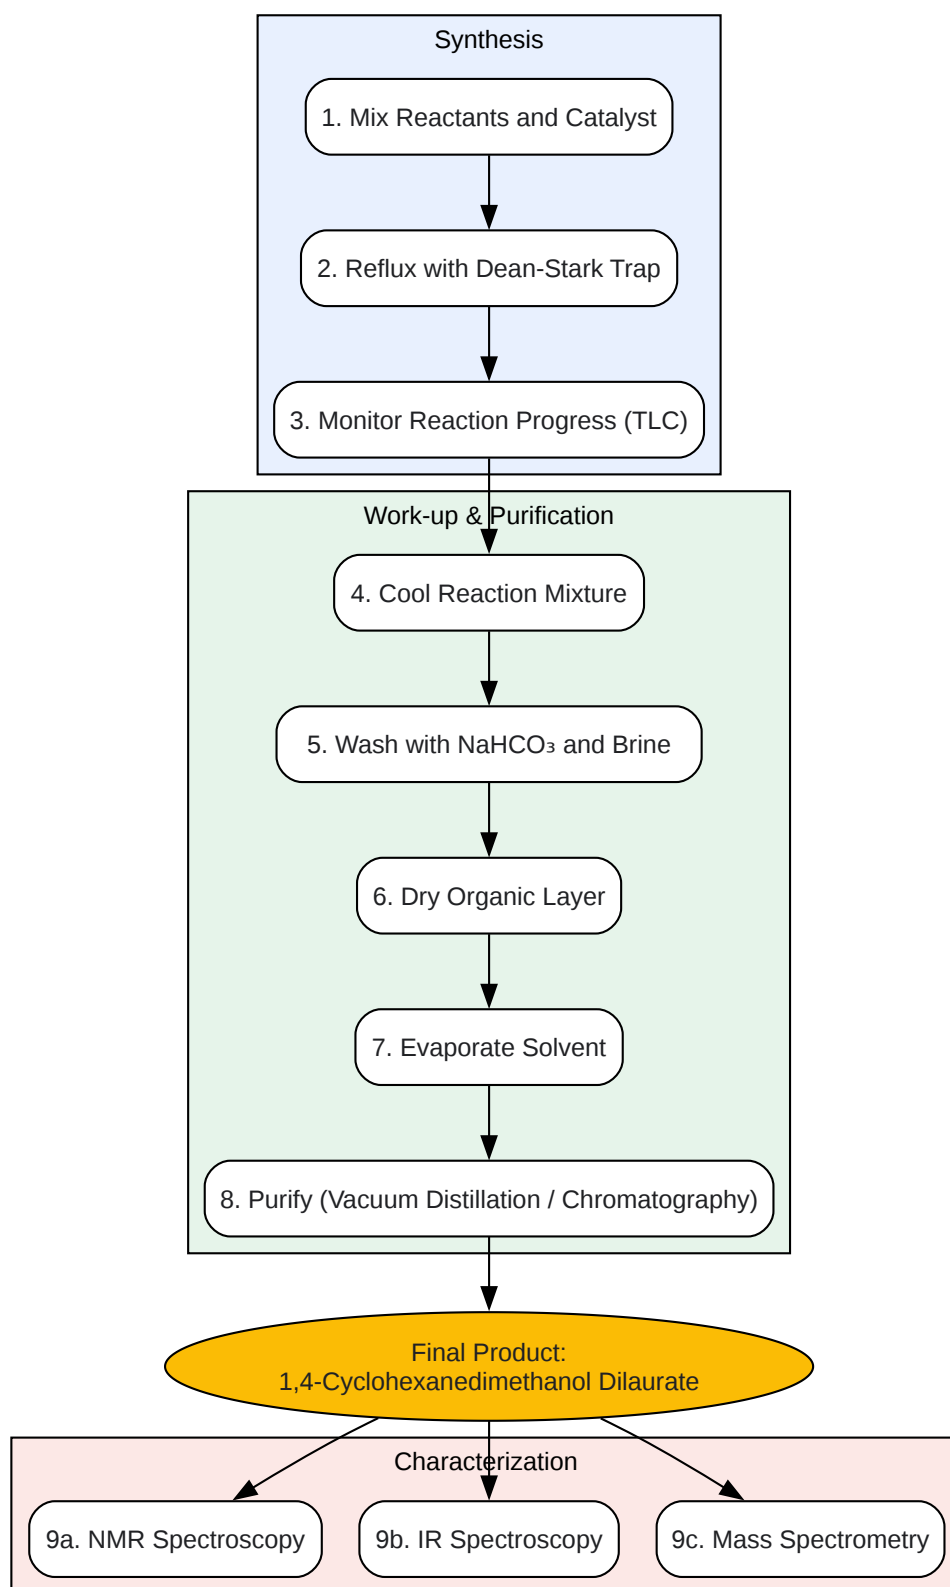 Synthesis
1. Mix Reactants and Catalyst
2. Reflux with Dean-Stark Trap
3. Monitor Reaction Progress (TLC)
Work-up & Purification
4. Cool Reaction Mixture
5. Wash with NaHCO₃ and Brine
6. Dry Organic Layer
7. Evaporate Solvent
8. Purify (Vacuum Distillation / Chromatography)
Final Product:
1,4-Cyclohexanedimethanol Dilaurate
Characterization
9a. NMR Spectroscopy
9b. IR Spectroscopy
9c. Mass Spectrometry